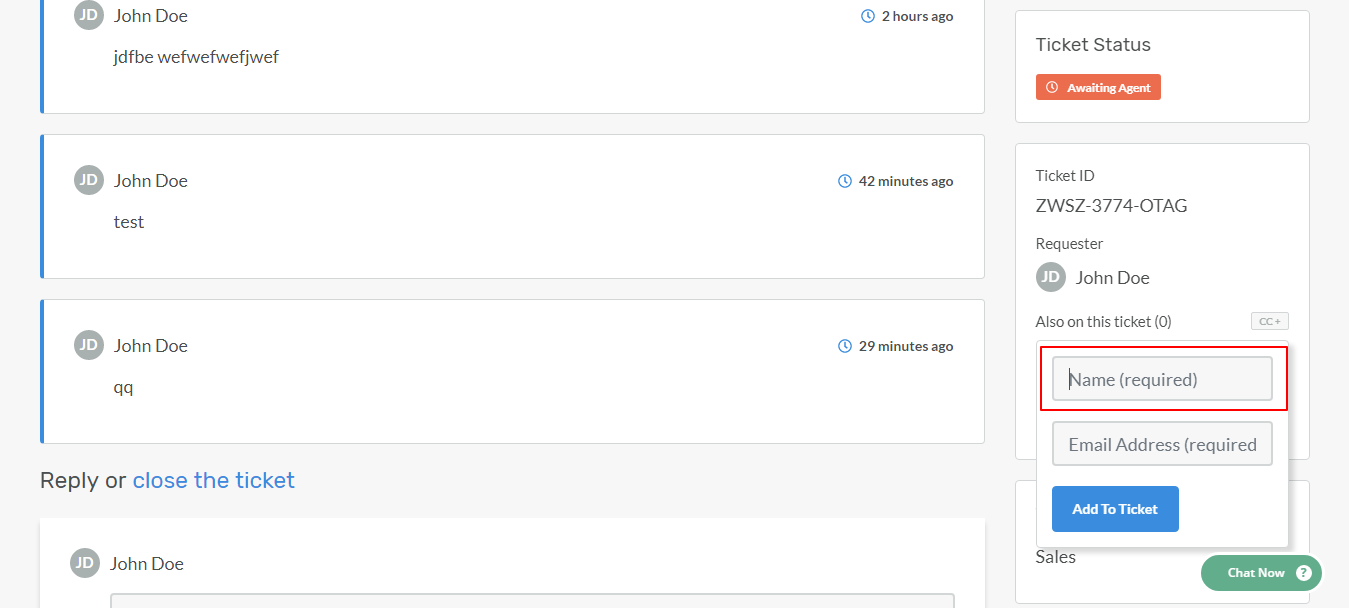 JD John Doe 2 hours ago
jdfbe wefwefwefjwef
JD John Doe 42 minutes ago
test
JD John Doe 29 minutes ago
qq
Reply or close the ticket
JD John Doe
Ticket Status
Awaiting Agent
Ticket ID
ZWSZ-3774-OTAG
Requester
JD John Doe
Also on this ticket (0) CC +
Name (required)
Email Address (required
Add To Ticket
Sales
Chat Now ?